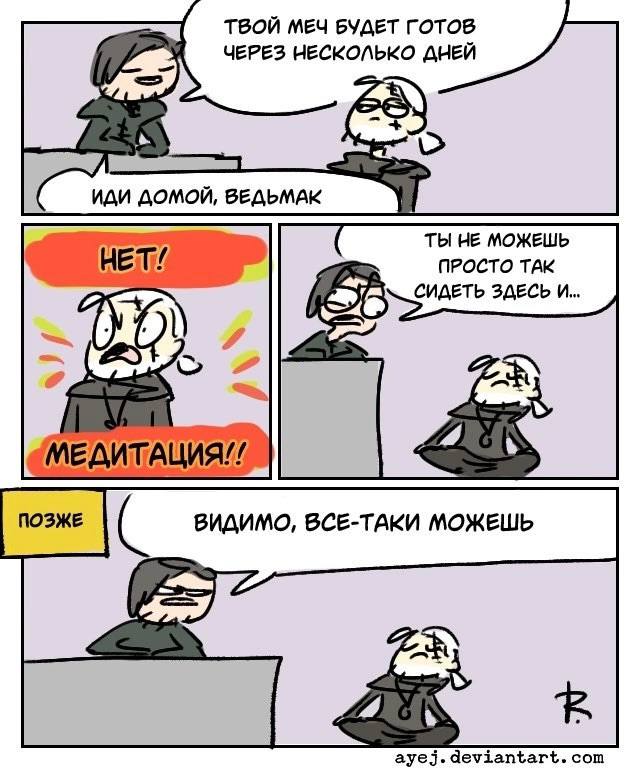 ТВОЙ МЕЧ БУДЕТ ГОТОВ
ЧЕРЕЗ НЕСКОЛЬКО ДНЕЙ
ИДИ ДОМОЙ, ВЕДЬМАК
НЕТ!
МЕДИТАЦИЯ!!
ТЫ НЕ МОЖЕШЬ
ПРОСТО ТАК
СИДЕТЬ ЗДЕСЬ И...
ПОЗЖЕ
ВИДИМО, ВСЕ-ТАКИ МОЖЕШЬ
ayej.deviantart.com